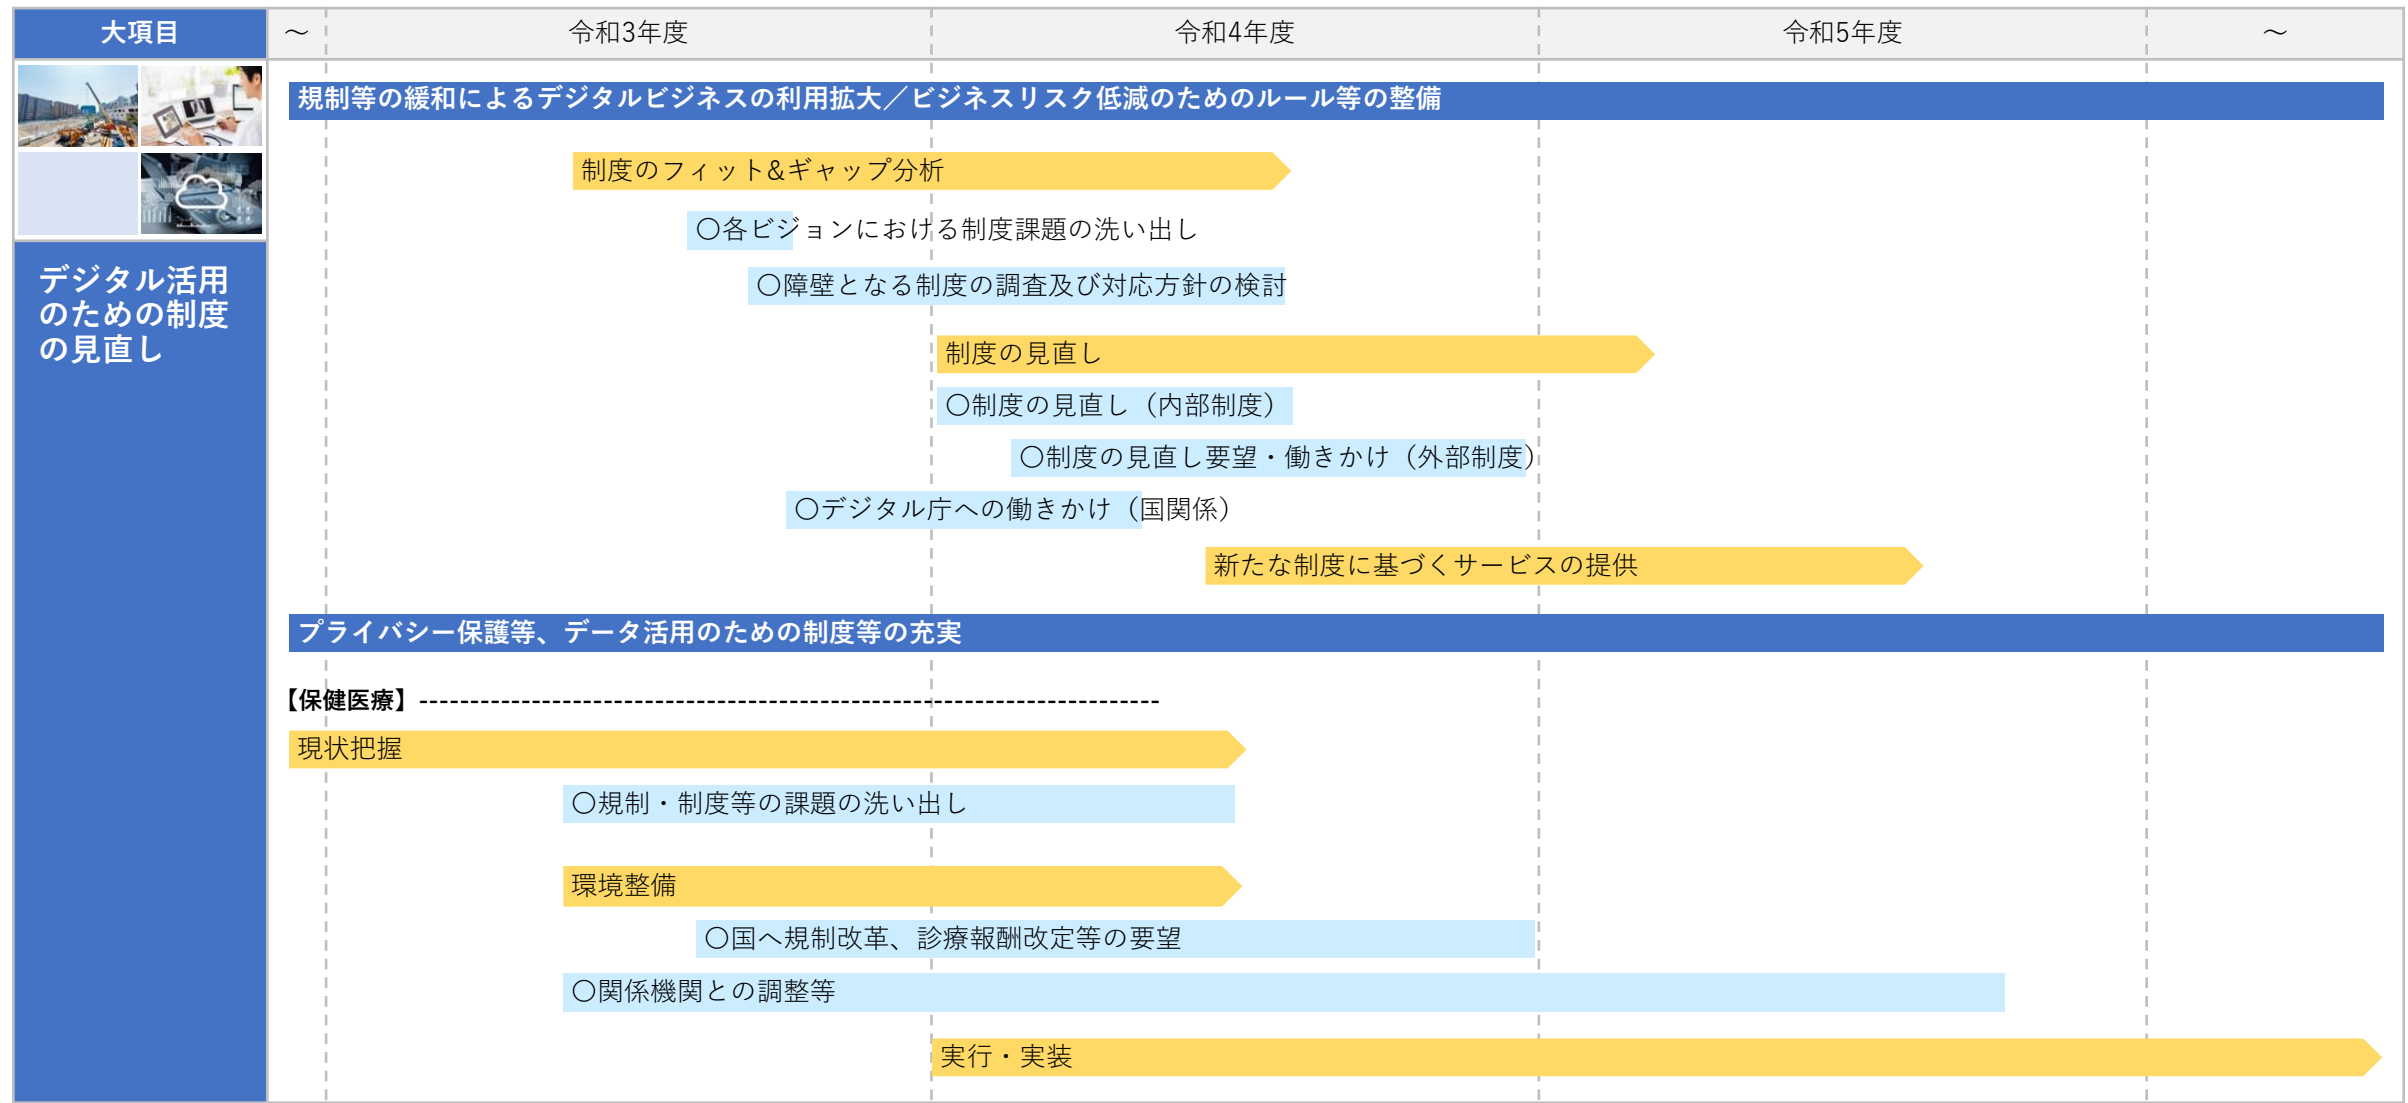 大項目
～
令和3年度
令和4年度
令和5年度
～
規制等の緩和によるデジタルビジネスの利用拡大／ビジネスリスク低減のためのルール等の整備
制度のフィット&ギャップ分析
〇各ビジョンにおける制度課題の洗い出し
〇障壁となる制度の調査及び対応方針の検討
デジタル活用
のための制度
の見直し
制度の見直し
〇制度の見直し（内部制度）
〇制度の見直し要望・働きかけ（外部制度）
〇デジタル庁への働きかけ（国関係）
新たな制度に基づくサービスの提供
プライバシー保護等、データ活用のための制度等の充実
【保健医療】-------------------------------------------------------------------------
現状把握
〇規制・制度等の課題の洗い出し
環境整備
〇国へ規制改革、診療報酬改定等の要望
〇関係機関との調整等
実行・実装